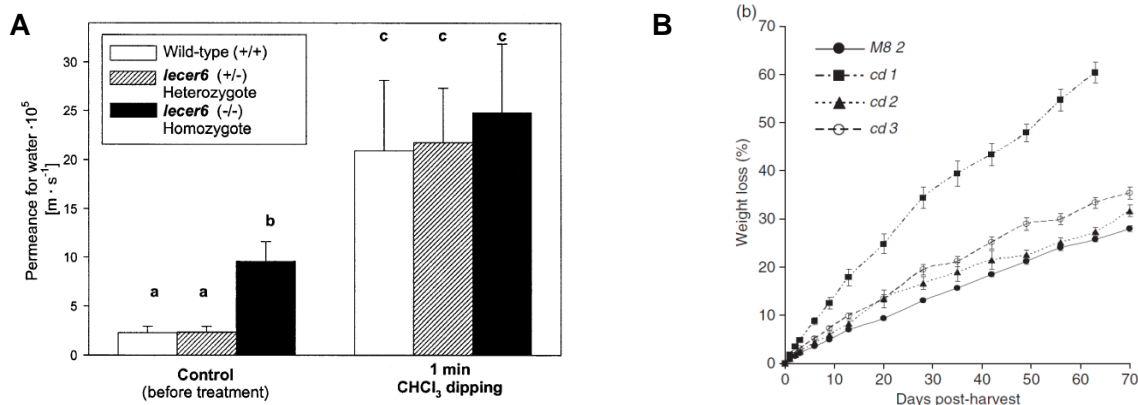 A
Permeance for water ·10⁵
[m · s⁻¹]
30
25
20
15
10
5
0
Wild-type (+/+)
lecer6 (+/-)
Heterozygote
lecer6 (-/-)
Homozygote
a
a
b
c
c
c
Control
(before treatment)
1 min
CHCl₃ dipping
B
(b)
Weight loss (%)
70
60
50
40
30
20
10
0
M8 2
cd 1
cd 2
cd 3
0 10 20 30 40 50 60 70
Days post-harvest